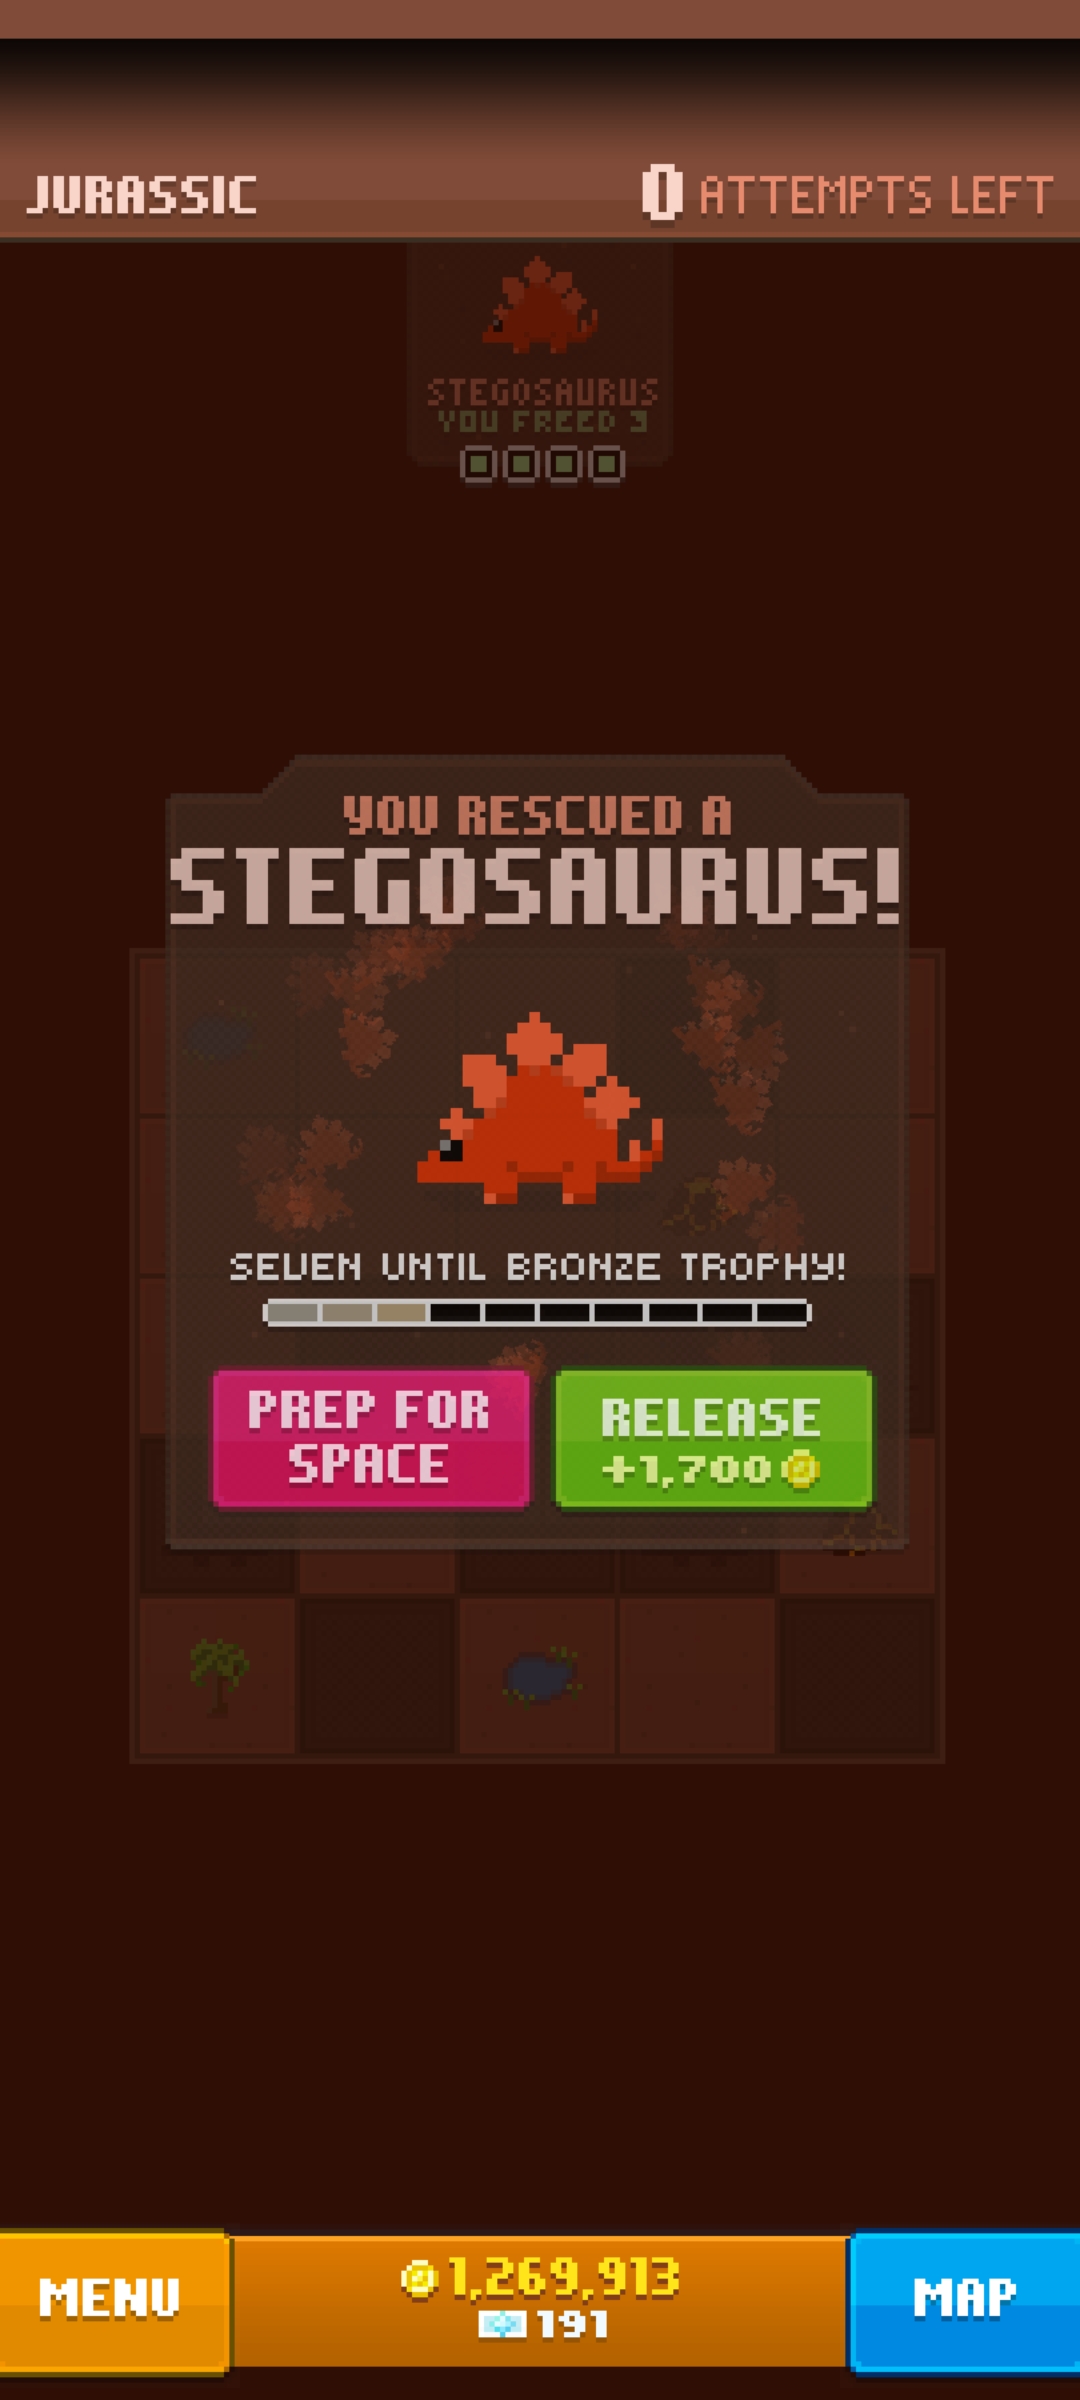 JURASSIC
0 ATTEMPTS LEFT
STEGOSAURUS
YOU FREED 3
YOU RESCUED A
STEGOSAURUS!
SEVEN UNTIL BRONZE TROPHY!
PREP FOR
SPACE
RELEASE
+1,700
MENU
1,269,913
191
MAP